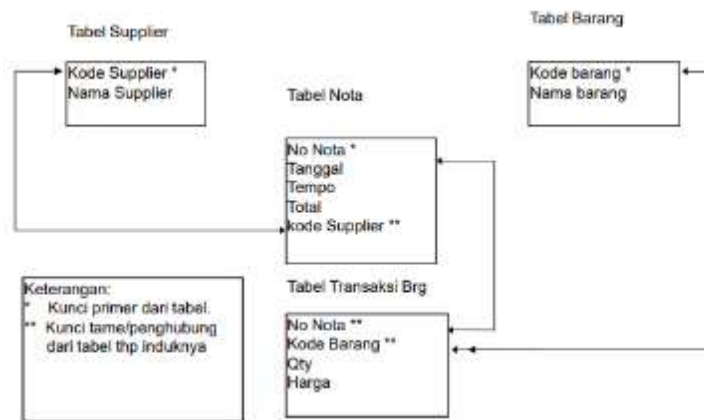 Tabel Supplier
Kode Supplier *
Nama Supplier
Tabel Barang
Kode barang *
Nama barang
Tabel Nota
No Nota *
Tanggal
Tempo
Total
kode Supplier **
Keterangan:
* Kunci primer dari tabel.
** Kunci tame/penghubung
dari tabel thp induknya
Tabel Transaksi Brg
No Nota **
Kode Barang **
Qty
Harga